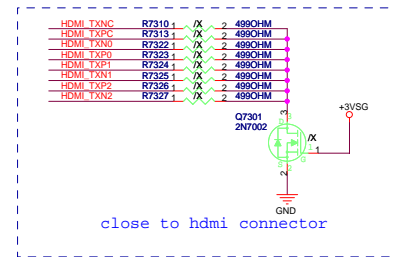 HDMI_TXNC R7310 1 /X 2 499OHM
HDMI_TXPC R7313 1 /X 2 499OHM
HDMI_TXN0 R7322 1 /X 2 499OHM
HDMI_TXP0 R7323 1 /X 2 499OHM
HDMI_TXP1 R7324 1 /X 2 499OHM
HDMI_TXN1 R7325 1 /X 2 499OHM
HDMI_TXP2 R7326 1 /X 2 499OHM
HDMI_TXN2 R7327 1 /X 2 499OHM
+3VSG
3
Q7301
2N7002
/X
1
G
2
GND
close to hdmi connector